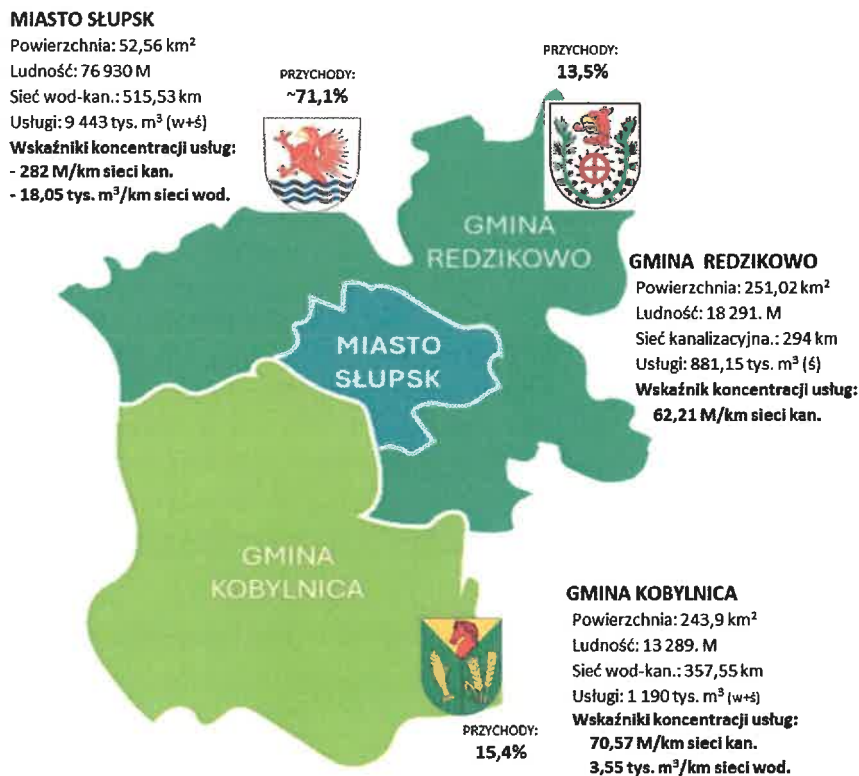 MIASTO SŁUPSK
Powierzchnia: 52,56 km²
Ludność: 76 930 M
Sieć wod-kan.: 515,53 km
Usługi: 9 443 tys. m³ (w+ś)
Wskaźniki koncentracji usług:
- 282 M/km sieci kan.
- 18,05 tys. m³/km sieci wod.
PRZYCHODY:
~71,1%
PRZYCHODY:
13,5%
GMINA
REDZIKOWO
GMINA REDZIKOWO
Powierzchnia: 251,02 km²
Ludność: 18 291. M
Sieć kanalizacyjna.: 294 km
Usługi: 881,15 tys. m³ (ś)
Wskaźnik koncentracji usług:
62,21 M/km sieci kan.
MIASTO
SŁUPSK
GMINA
KOBYLNICA
GMINA KOBYLNICA
Powierzchnia: 243,9 km²
Ludność: 13 289. M
Sieć wod-kan.: 357,55 km
Usługi: 1 190 tys. m³ (w+ś)
Wskaźniki koncentracji usług:
70,57 M/km sieci kan.
3,55 tys. m³/km sieci wod.
PRZYCHODY:
15,4%